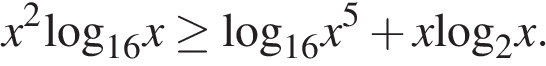 x²log₁₆x ≥ log₁₆x⁵ + xlog₂x.